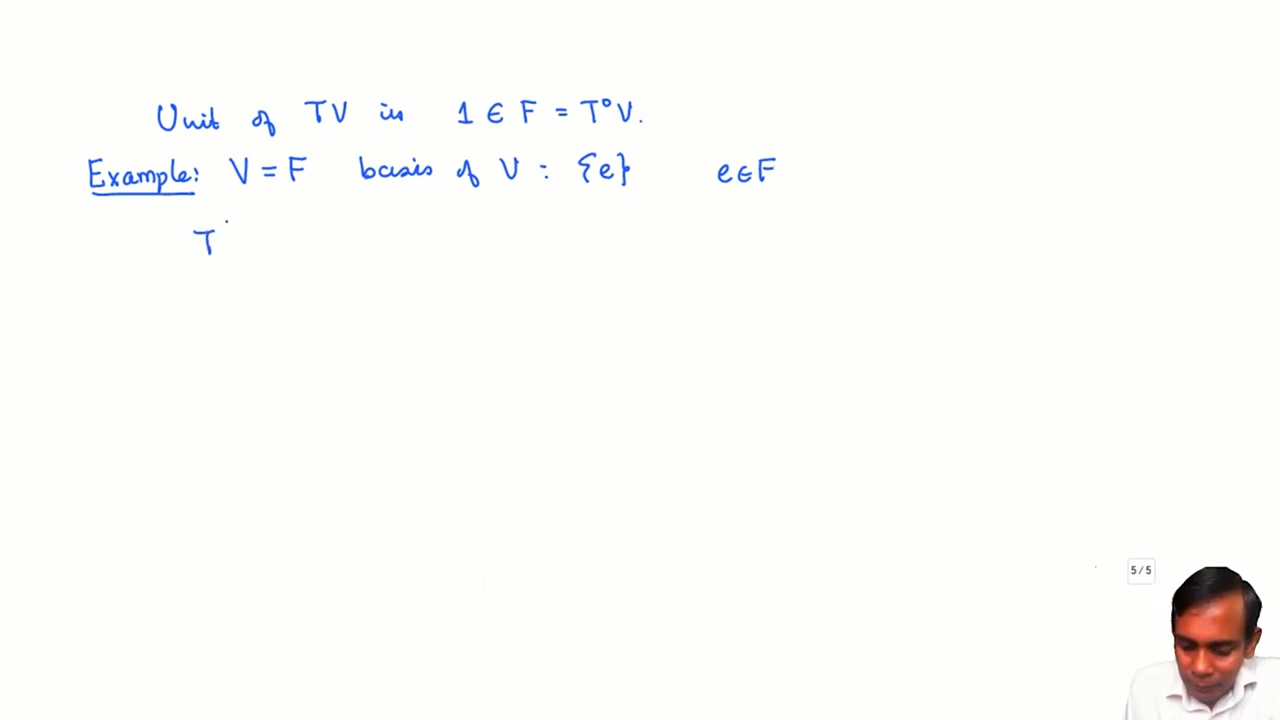 Unit of TV is 1 ∈ F = T⁰V.
Example: V = F basis of V : {e} e ∈ F
T
5/5